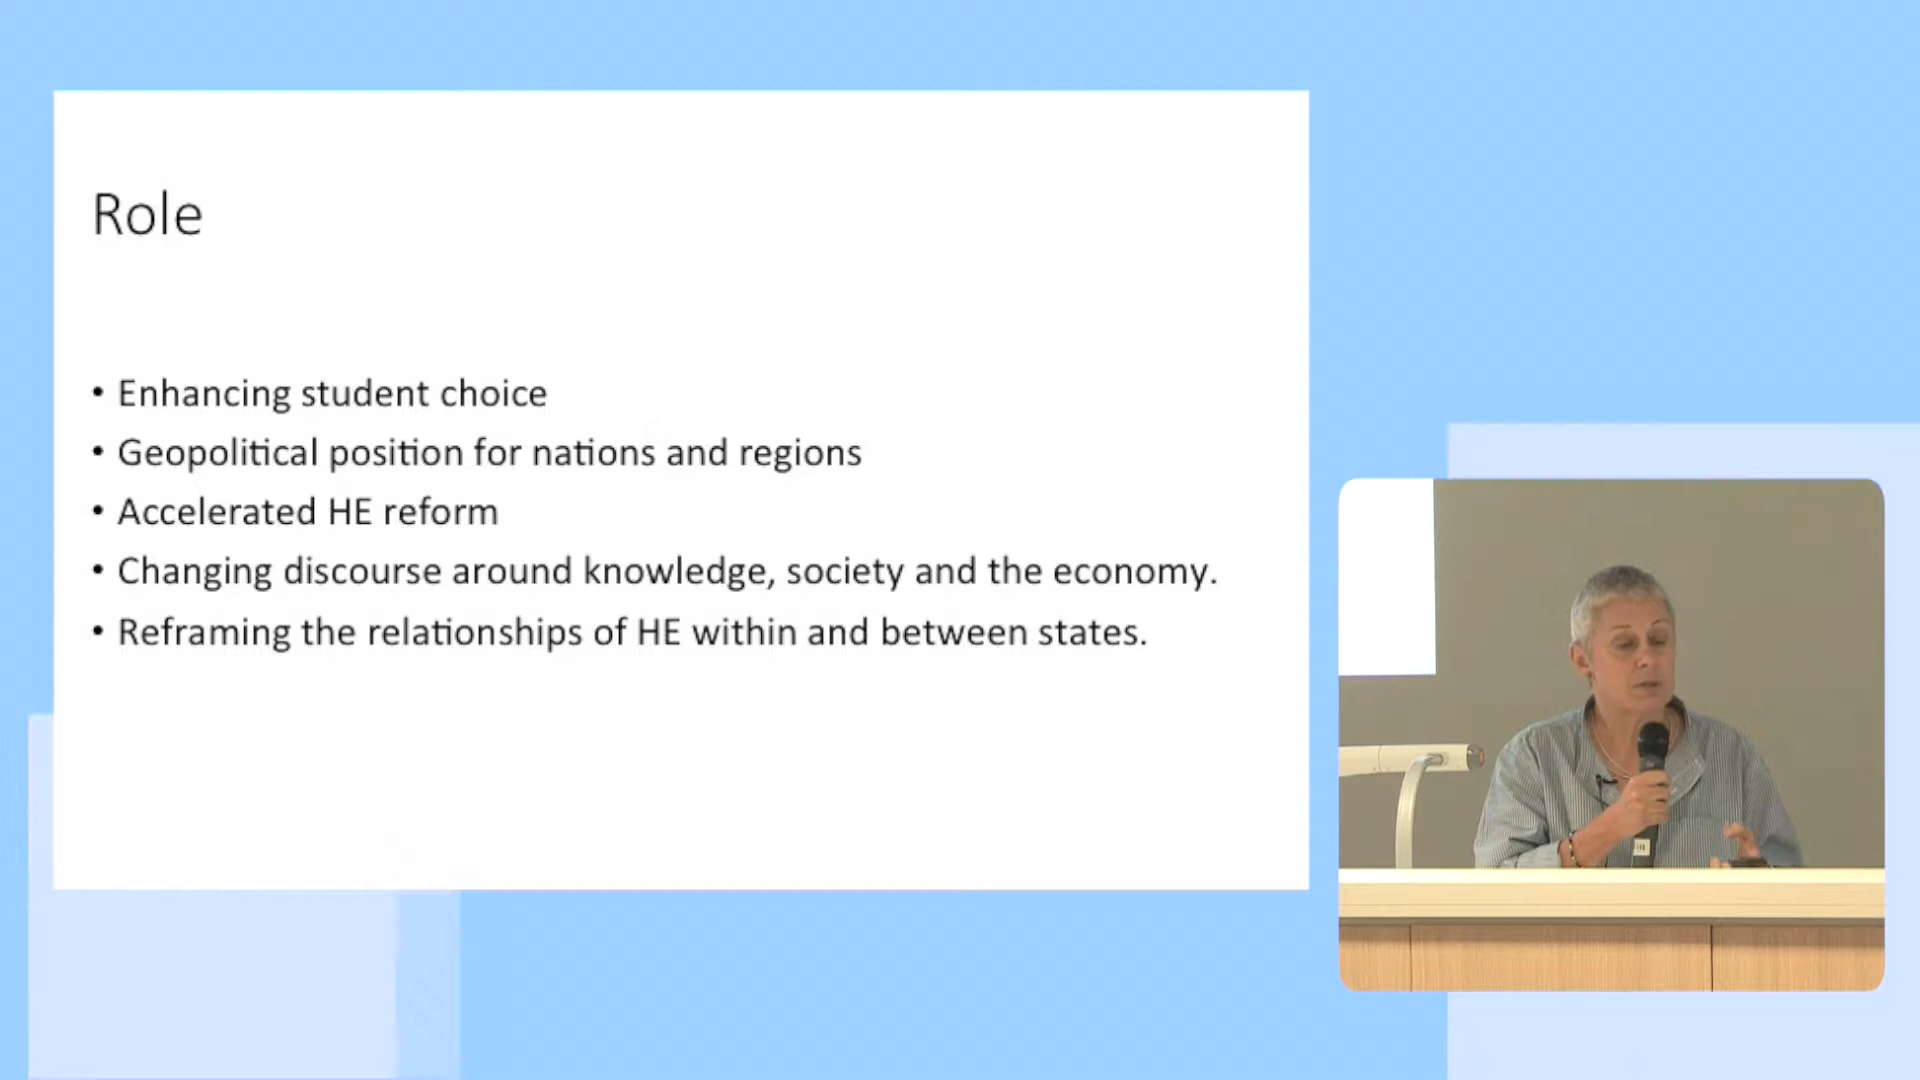 Role
• Enhancing student choice
• Geopolitical position for nations and regions
• Accelerated HE reform
• Changing discourse around knowledge, society and the economy.
• Reframing the relationships of HE within and between states.